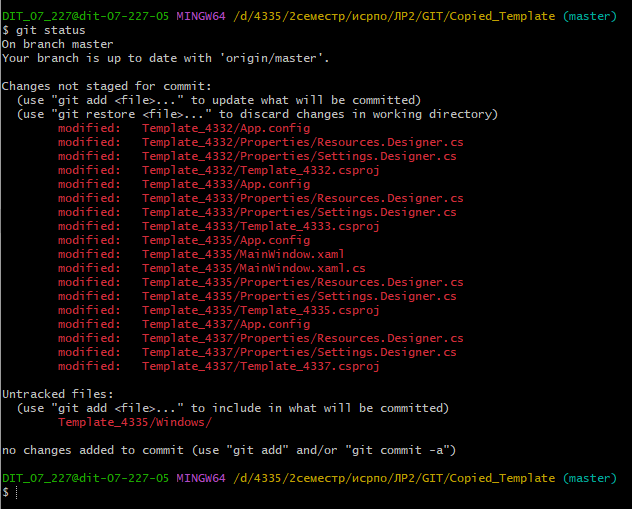 DIT_07_227@dit-07-227-05 MINGW64 /d/4335/2семестр/исрпо/ЛР2/GIT/Copied_Template (master)
$ git status
On branch master
Your branch is up to date with 'origin/master'.
Changes not staged for commit:
(use "git add <file>..." to update what will be committed)
(use "git restore <file>..." to discard changes in working directory)
modified: Template_4332/App.config
modified: Template_4332/Properties/Resources.Designer.cs
modified: Template_4332/Properties/Settings.Designer.cs
modified: Template_4332/Template_4332.csproj
modified: Template_4333/App.config
modified: Template_4333/Properties/Resources.Designer.cs
modified: Template_4333/Properties/Settings.Designer.cs
modified: Template_4333/Template_4333.csproj
modified: Template_4335/App.config
modified: Template_4335/MainWindow.xaml
modified: Template_4335/MainWindow.xaml.cs
modified: Template_4335/Properties/Resources.Designer.cs
modified: Template_4335/Properties/Settings.Designer.cs
modified: Template_4335/Template_4335.csproj
modified: Template_4337/App.config
modified: Template_4337/Properties/Resources.Designer.cs
modified: Template_4337/Properties/Settings.Designer.cs
modified: Template_4337/Template_4337.csproj
Untracked files:
(use "git add <file>..." to include in what will be committed)
Template_4335/Windows/
no changes added to commit (use "git add" and/or "git commit -a")
DIT_07_227@dit-07-227-05 MINGW64 /d/4335/2семестр/исрпо/ЛР2/GIT/Copied_Template (master)
$